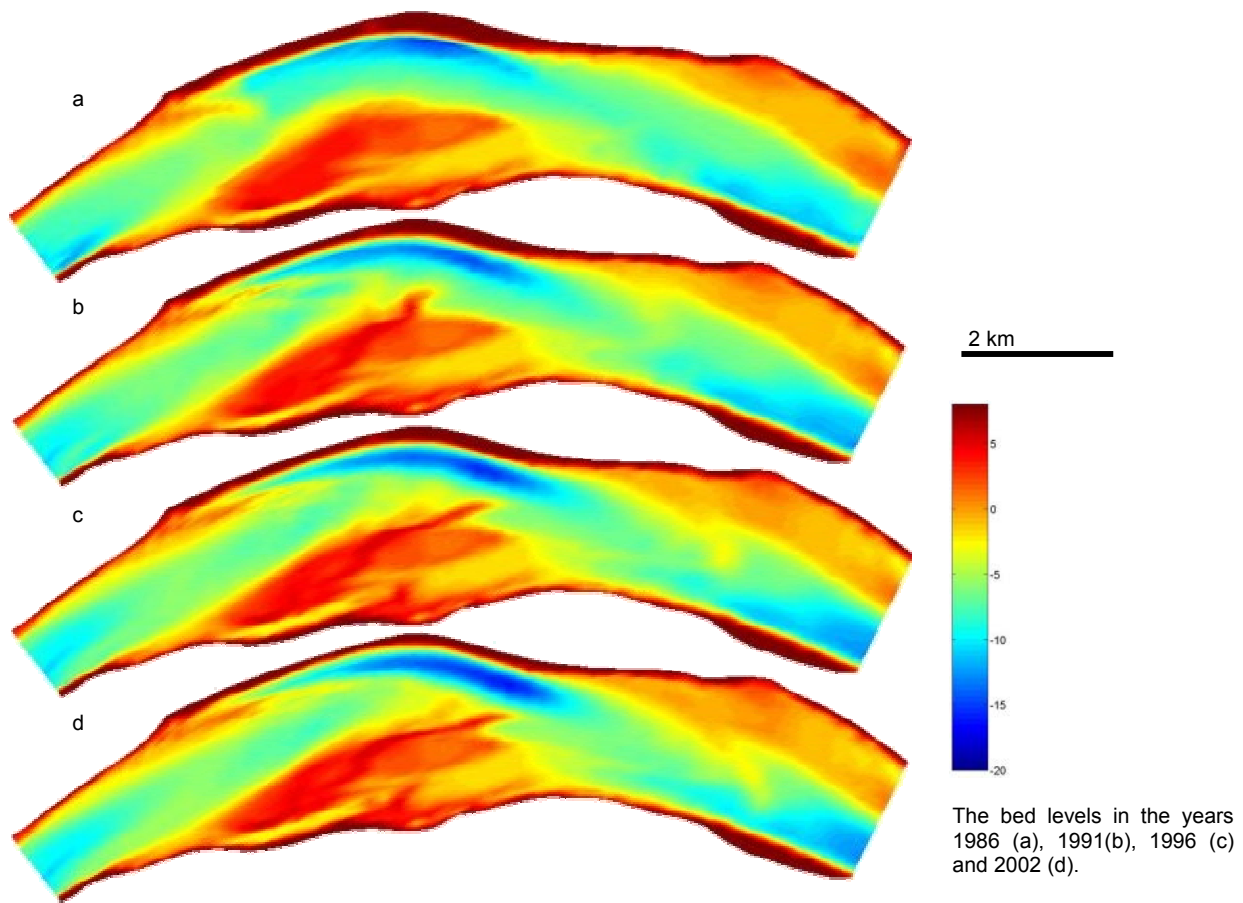 a
b
c
d
2 km
5
0
-5
-10
-15
-20
The bed levels in the years
1986 (a), 1991(b), 1996 (c)
and 2002 (d).